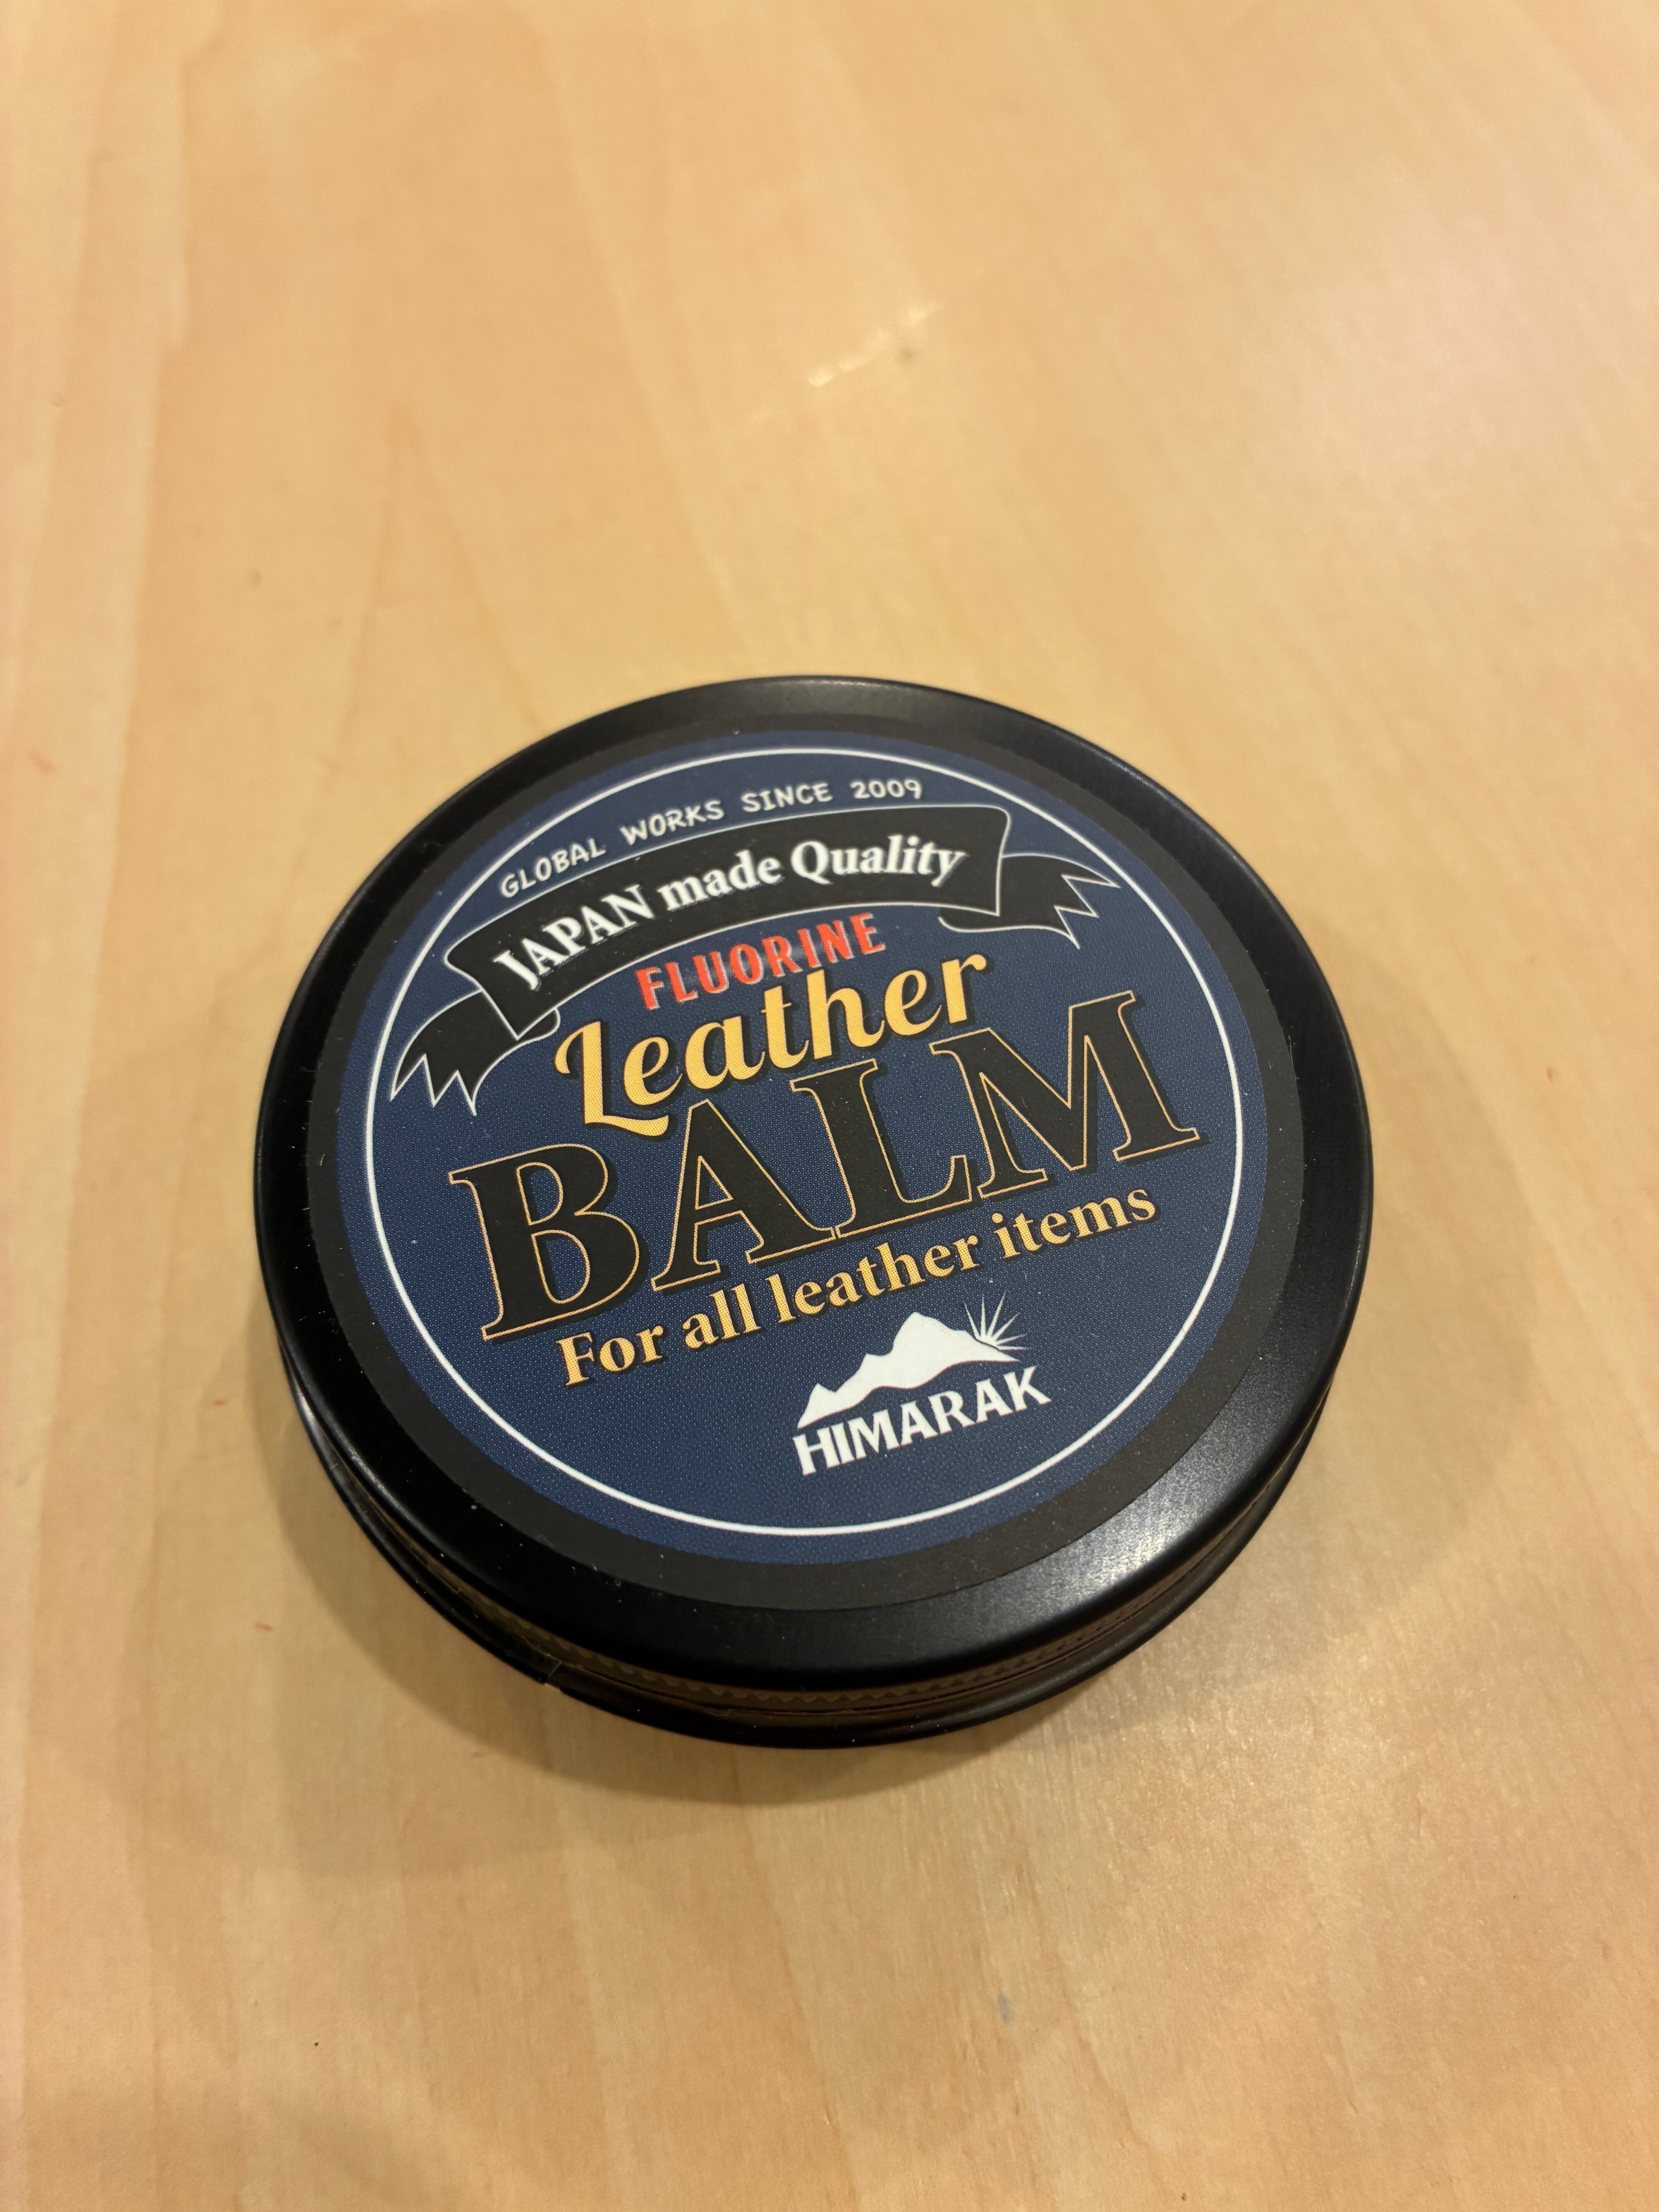 GLOBAL WORKS SINCE 2009
JAPAN made Quality
FLUORINE
Leather
BALM
For all leather items
HIMARAK